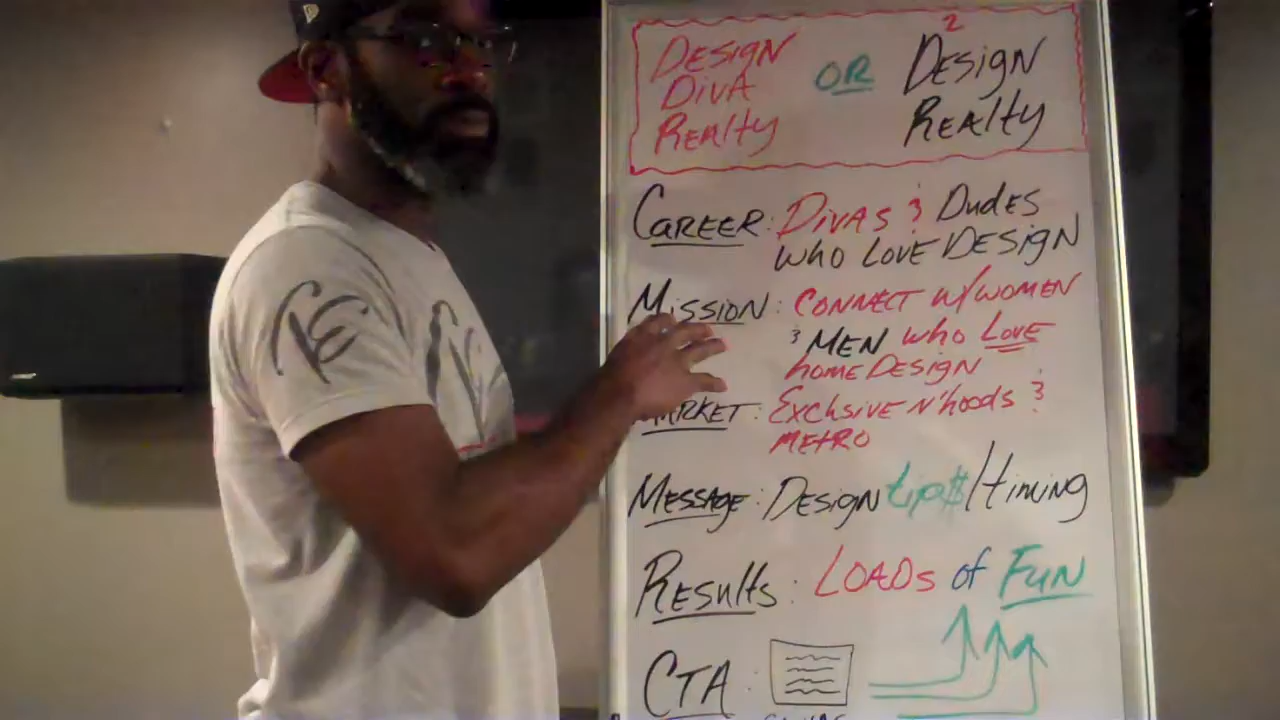 DESIGN DIVA REALTY OR DESIGN 2 REALTY
CAREER: DIVAS & DUDES
WHO LOVE DESIGN
MISSION: CONNECT W/WOMEN
& MEN WHO LOVE
HOME DESIGN
MARKET: EXCLUSIVE N'HOODS &
METRO
MESSAGE: DESIGN tip$/timing
RESULTS: LOADS of FUN
CTA: